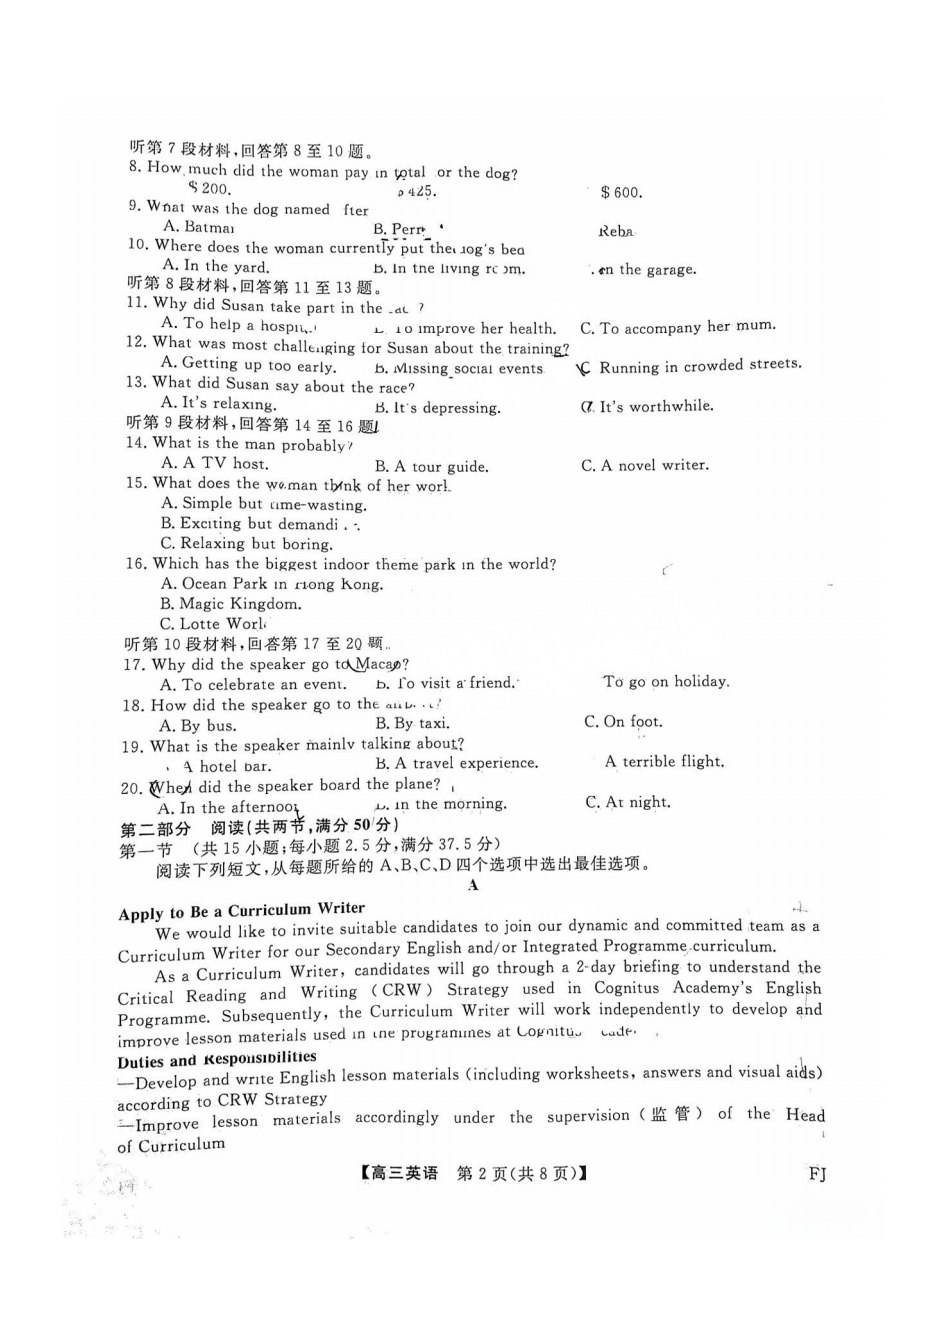 听第 7 段材料,回答第 8 至 10 题。
8. How much did the woman pay in total or the dog?
$ 200. 425. $ 600.
9. What was the dog named fter
A. Batma B. Perr Reba
10. Where does the woman currently put the og's bed
A. In the yard. B. In the living room. . en the garage.
听第 8 段材料,回答第 11 至 13 题。
11. Why did Susan take part in the ?
A. To help a hospi To improve her health. C. To accompany her mum.
12. What was most challenging for Susan about the training?
A. Getting up too early. B. Missing social events C Running in crowded streets.
13. What did Susan say about the race?
A. It's relaxing. B. It's depressing. C. It's worthwhile.
听第 9 段材料,回答第 14 至 16 题
14. What is the man probably?
A. A TV host. B. A tour guide. C. A novel writer.
15. What does the woman think of her work
A. Simple but time-wasting.
B. Exciting but demandi
C. Relaxing but boring.
16. Which has the biggest indoor theme park in the world?
A. Ocean Park in Hong Kong.
B. Magic Kingdom.
C. Lotte Worl
听第 10 段材料,回答第 17 至 20 题.
17. Why did the speaker go to Macao?
A. To celebrate an event. B. To visit a friend. To go on holiday.
18. How did the speaker go to the ?
A. By bus. B. By taxi. C. On foot.
19. What is the speaker mainly talking about?
A hotel bar. B. A travel experience. A terrible flight.
20. When did the speaker board the plane?
A. In the afternoon B. In the morning. C. At night.
第二部分 阅读(共两节,满分 50 分)
第一节 (共 15 小题;每小题 2.5 分,满分 37.5 分)
阅读下列短文,从每题所给的 A、B、C、D 四个选项中选出最佳选项。
A
Apply to Be a Curriculum Writer
We would like to invite suitable candidates to join our dynamic and committed team as a
Curriculum Writer for our Secondary English and/or Integrated Programme curriculum.
As a Curriculum Writer, candidates will go through a 2-day briefing to understand the
Critical Reading and Writing (CRW) Strategy used in Cognitus Academy's English
Programme. Subsequently, the Curriculum Writer will work independently to develop and
improve lesson materials used in the programmes at Cognitus cade
Duties and Responsibilities
—Develop and write English lesson materials (including worksheets, answers and visual aids)
according to CRW Strategy
—Improve lesson materials accordingly under the supervision (监管) of the Head
of Curriculum
【高三英语 第 2 页(共 8 页)】 FJ